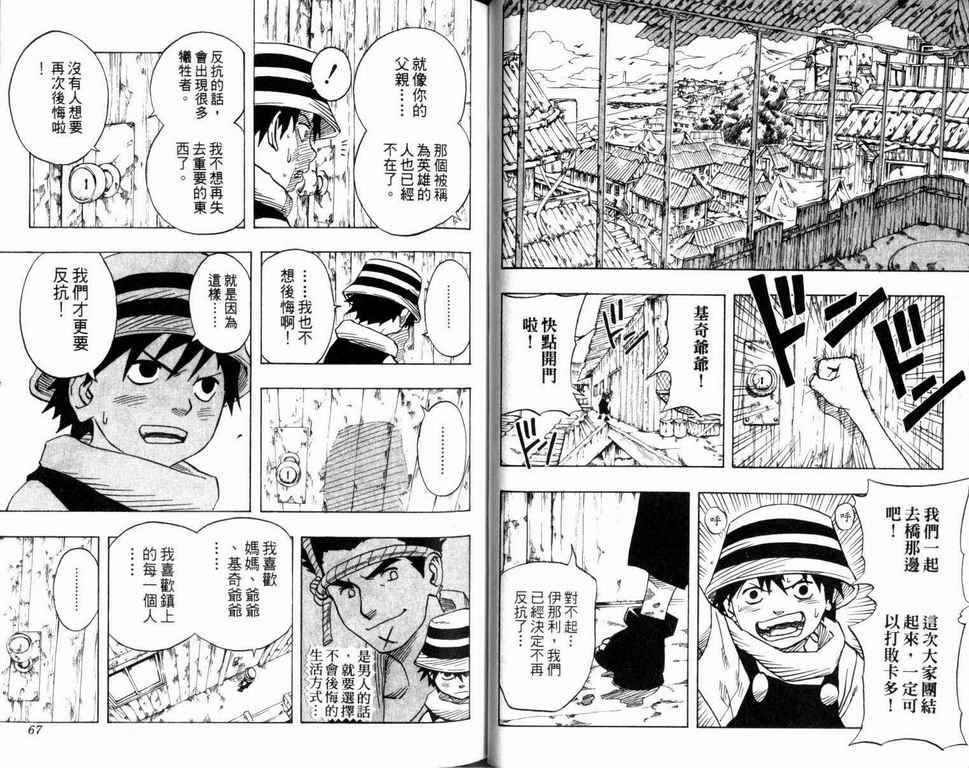 ドドドドド
基奇爺爺！
ドド
快點開門
啦！
ドド
呼
呼
我們一起
去橋那邊
吧！
這次大家團結
起來，一定可
以打敗卡多！
對不起…
伊那利，我們
已經決定不再
反抗了……
就像你的
父親……
那個被稱
為英雄的
人也已經
不在了。
！
反抗的話，
會出現很多
犧牲者。
我不想再失
去重要的東
西了。
沒有人想要
再次後悔啦
！
……我也不
想後悔啊！
就是因為
這樣……
我們才更要
反抗！
…………
是男人的話
，就要選擇
不會後悔的
生活方式…
我喜歡
媽媽、爺爺
、基奇爺爺
……
我喜歡鎮上
的每一個人
……
…………
67